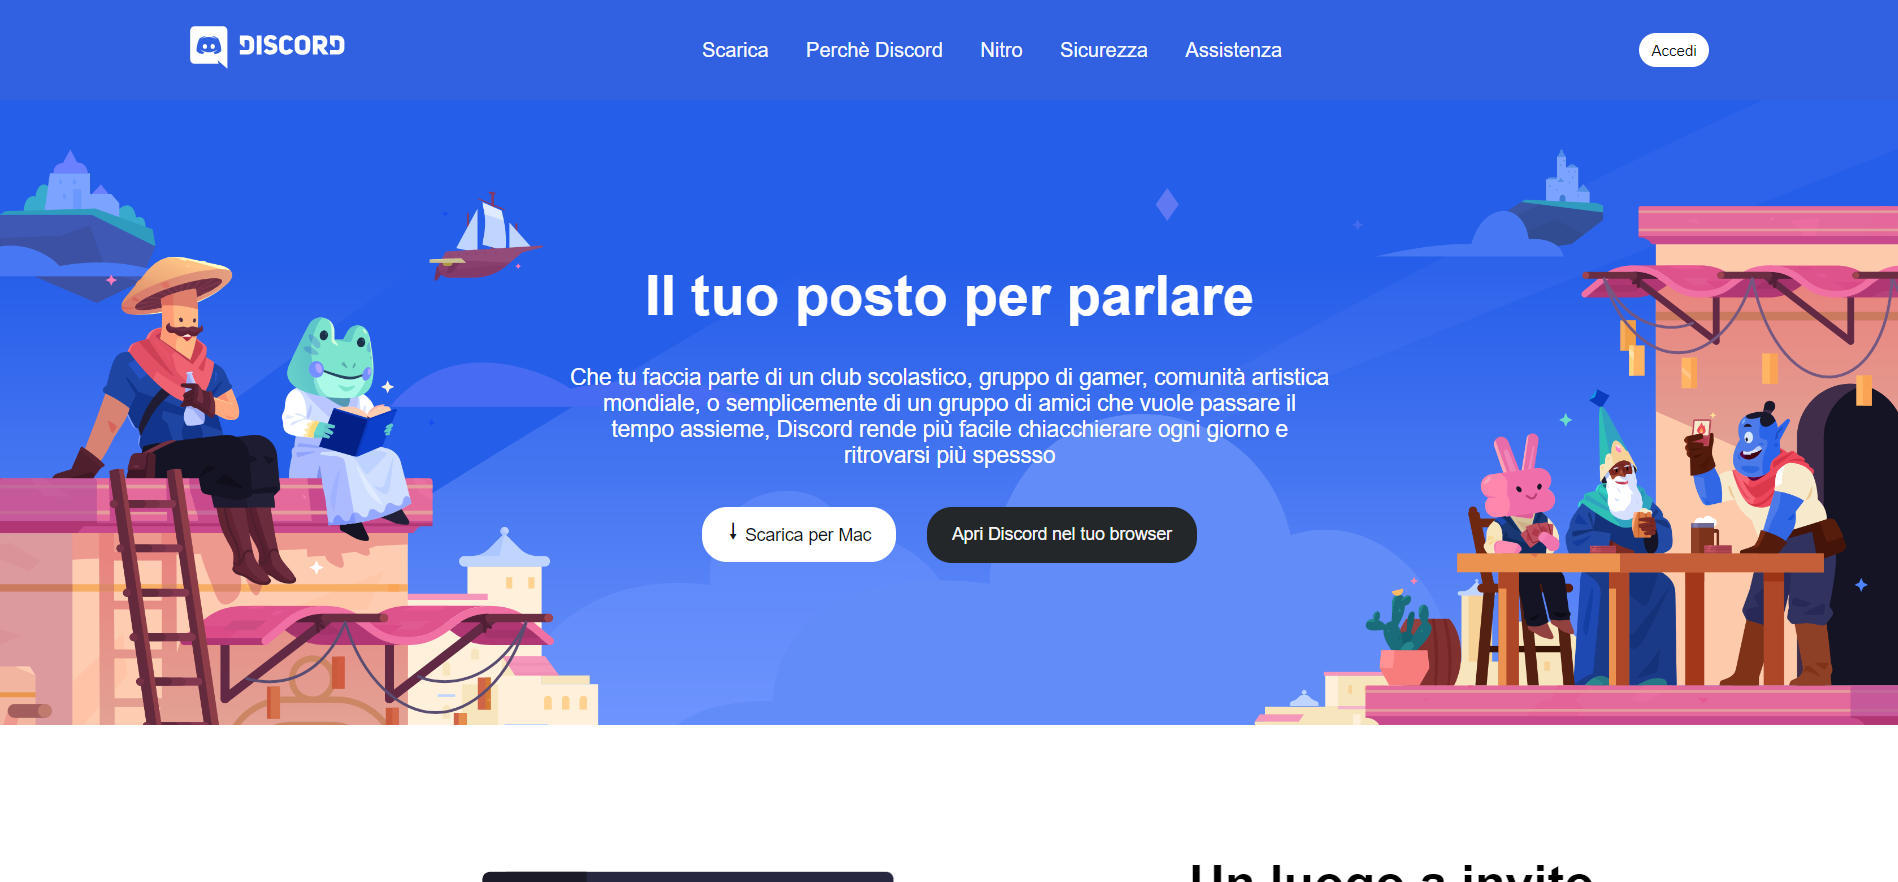 DISCORD
Scarica
Perchè Discord
Nitro
Sicurezza
Assistenza
Accedi
Il tuo posto per parlare
Che tu faccia parte di un club scolastico, gruppo di gamer, comunità artistica
mondiale, o semplicemente di un gruppo di amici che vuole passare il
tempo assieme, Discord rende più facile chiacchierare ogni giorno e
ritrovarsi più spessso
Scarica per Mac
Apri Discord nel tuo browser
Un luogo a invito